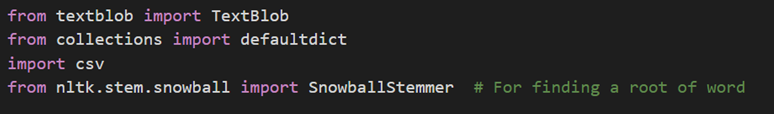 from textblob import TextBlob
from collections import defaultdict
import csv
from nltk.stem.snowball import SnowballStemmer  # For finding a root of word